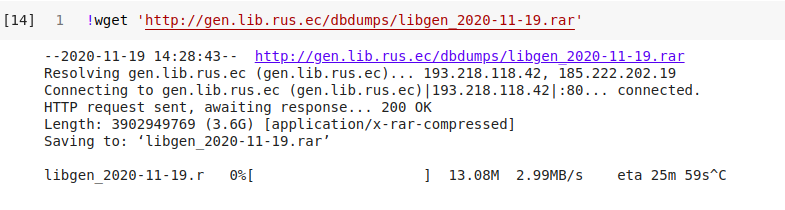 [14] 1 !wget 'http://gen.lib.rus.ec/dbdumps/libgen_2020-11-19.rar'
--2020-11-19 14:28:43-- http://gen.lib.rus.ec/dbdumps/libgen_2020-11-19.rar
Resolving gen.lib.rus.ec (gen.lib.rus.ec)... 193.218.118.42, 185.222.202.19
Connecting to gen.lib.rus.ec (gen.lib.rus.ec)|193.218.118.42|:80... connected.
HTTP request sent, awaiting response... 200 OK
Length: 3902949769 (3.6G) [application/x-rar-compressed]
Saving to: ‘libgen_2020-11-19.rar’
libgen_2020-11-19.r 0%[ ] 13.08M 2.99MB/s eta 25m 59s^C